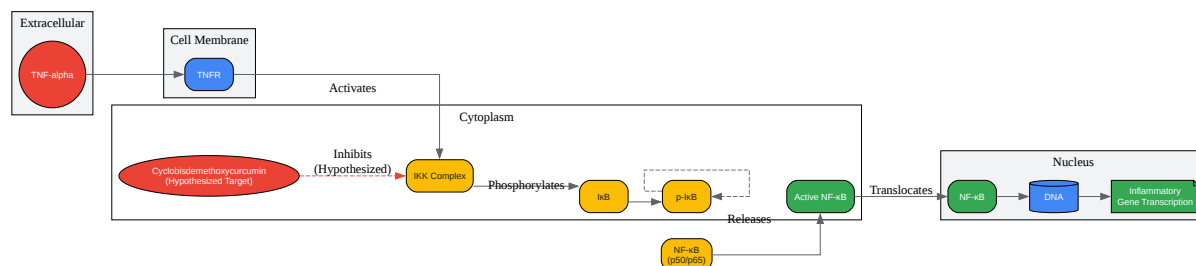 Extracellular
TNF-alpha
Cell Membrane
TNFR
Activates
Cytoplasm
Cyclobisdemethoxycurcumin
(Hypothesized Target)
Inhibits
(Hypothesized)
IKK Complex
Phosphorylates
IκB
p-IκB
Releases
NF-κB
(p50/p65)
Active NF-κB
Translocates
Nucleus
NF-κB
DNA
Inflammatory
Gene Transcription